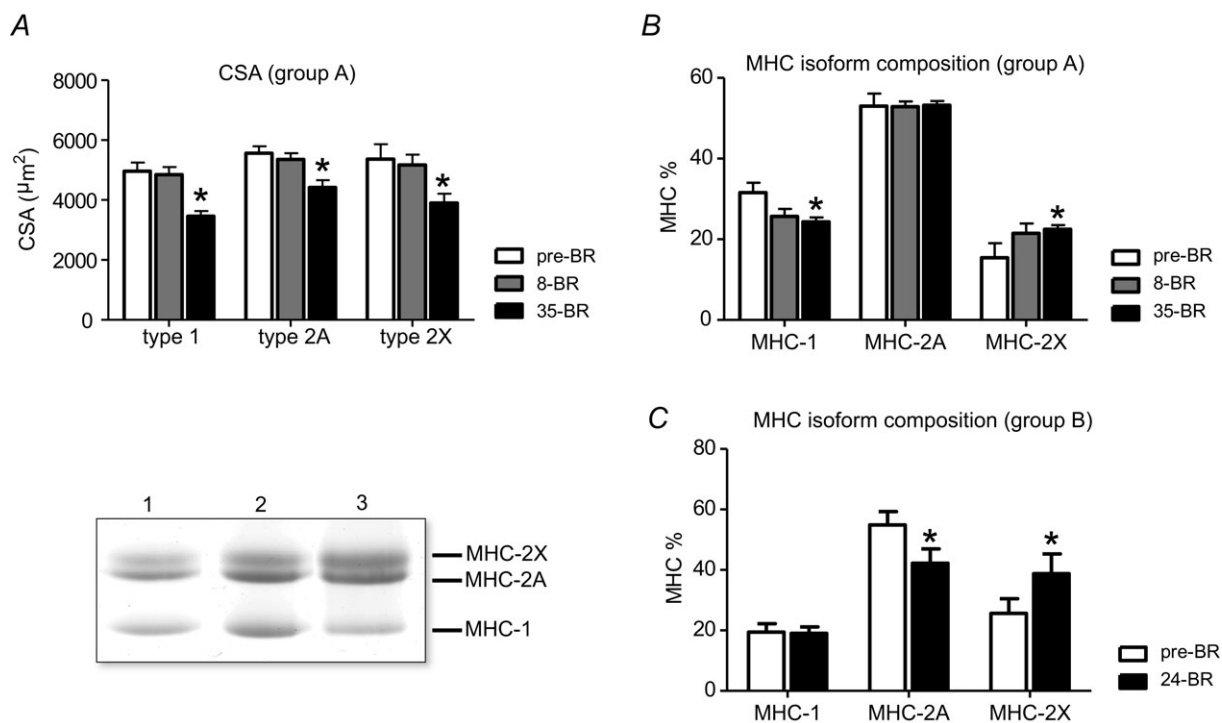 A
CSA (group A)
8000
6000
4000
2000
0
CSA (µm²)
* * *
type 1 type 2A type 2X
pre-BR
8-BR
35-BR
B
MHC isoform composition (group A)
60
40
20
0
MHC %
* *
MHC-1 MHC-2A MHC-2X
pre-BR
8-BR
35-BR
1 2 3
MHC-2X
MHC-2A
MHC-1
C
MHC isoform composition (group B)
80
60
40
20
0
MHC %
* *
MHC-1 MHC-2A MHC-2X
pre-BR
24-BR